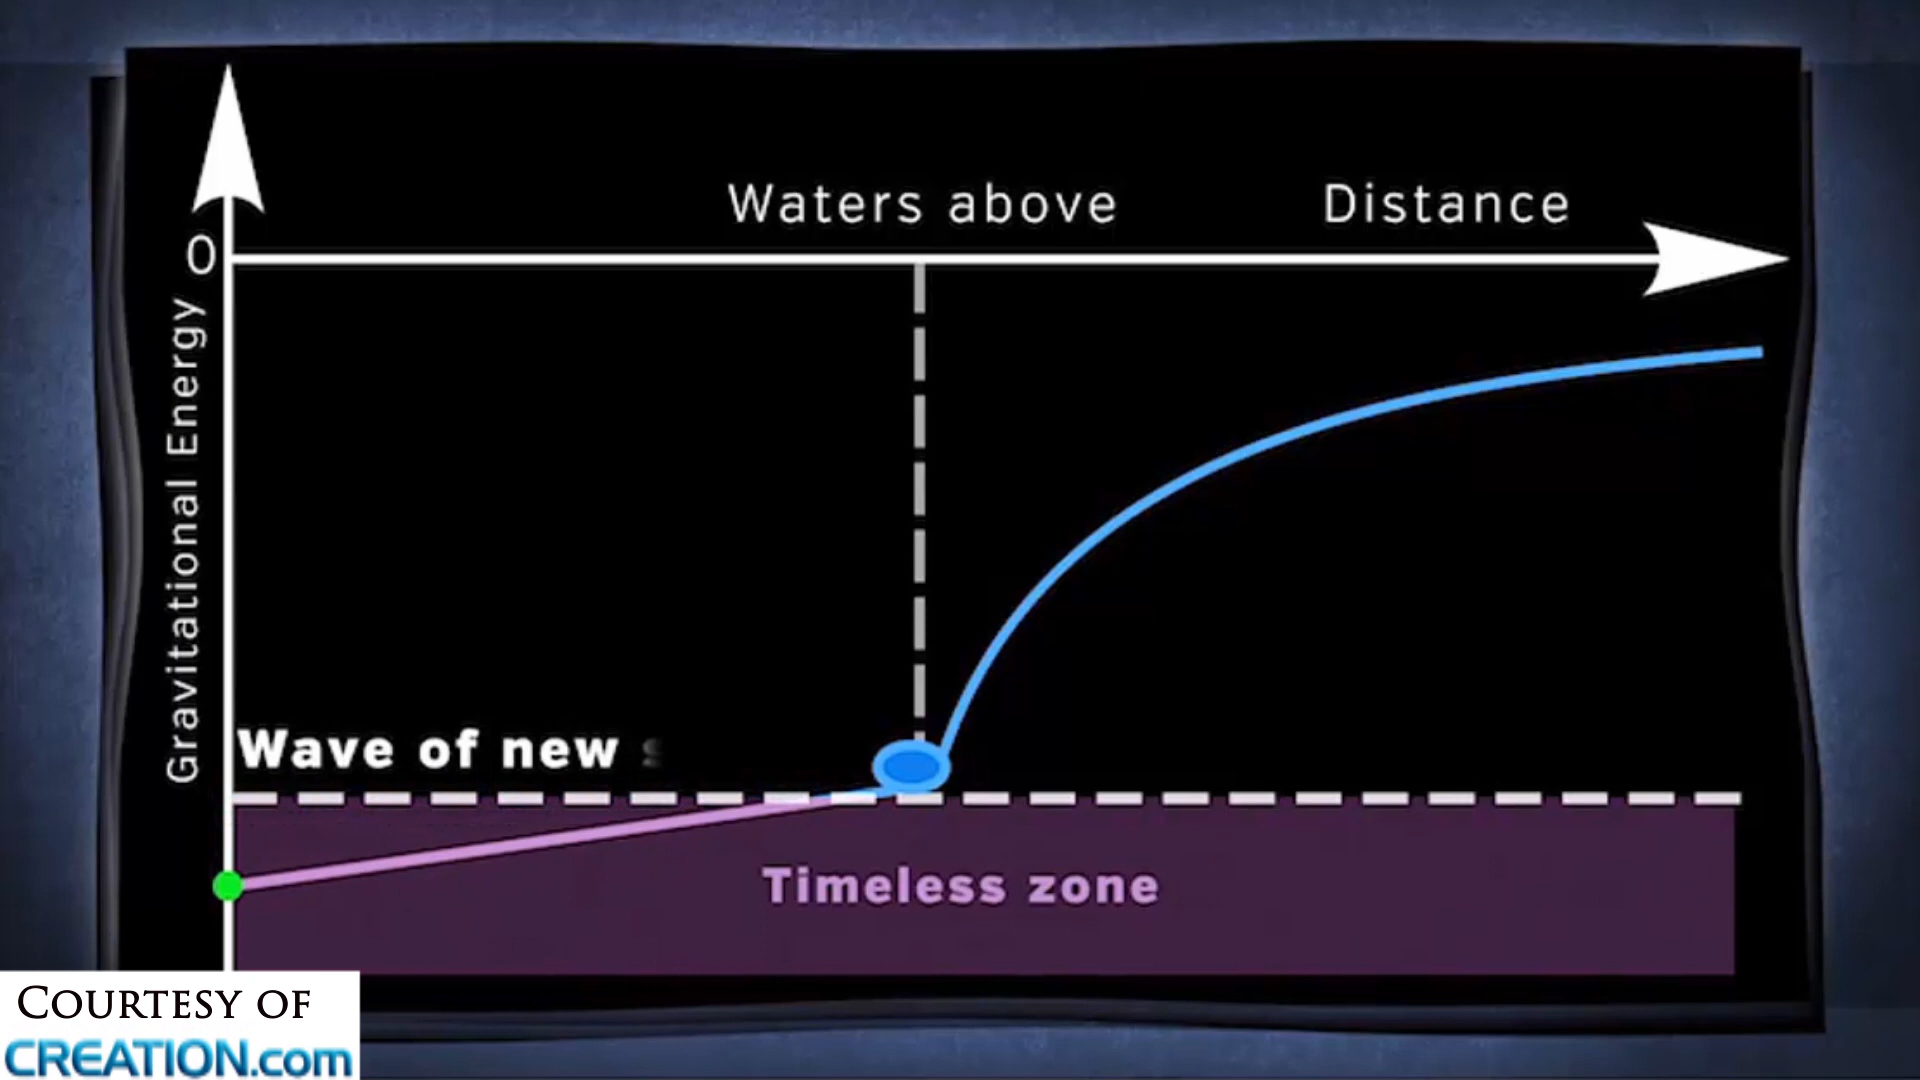 Waters above
Distance
0
Gravitational Energy
Wave of new
Timeless zone
COURTESY OF
CREATION.com